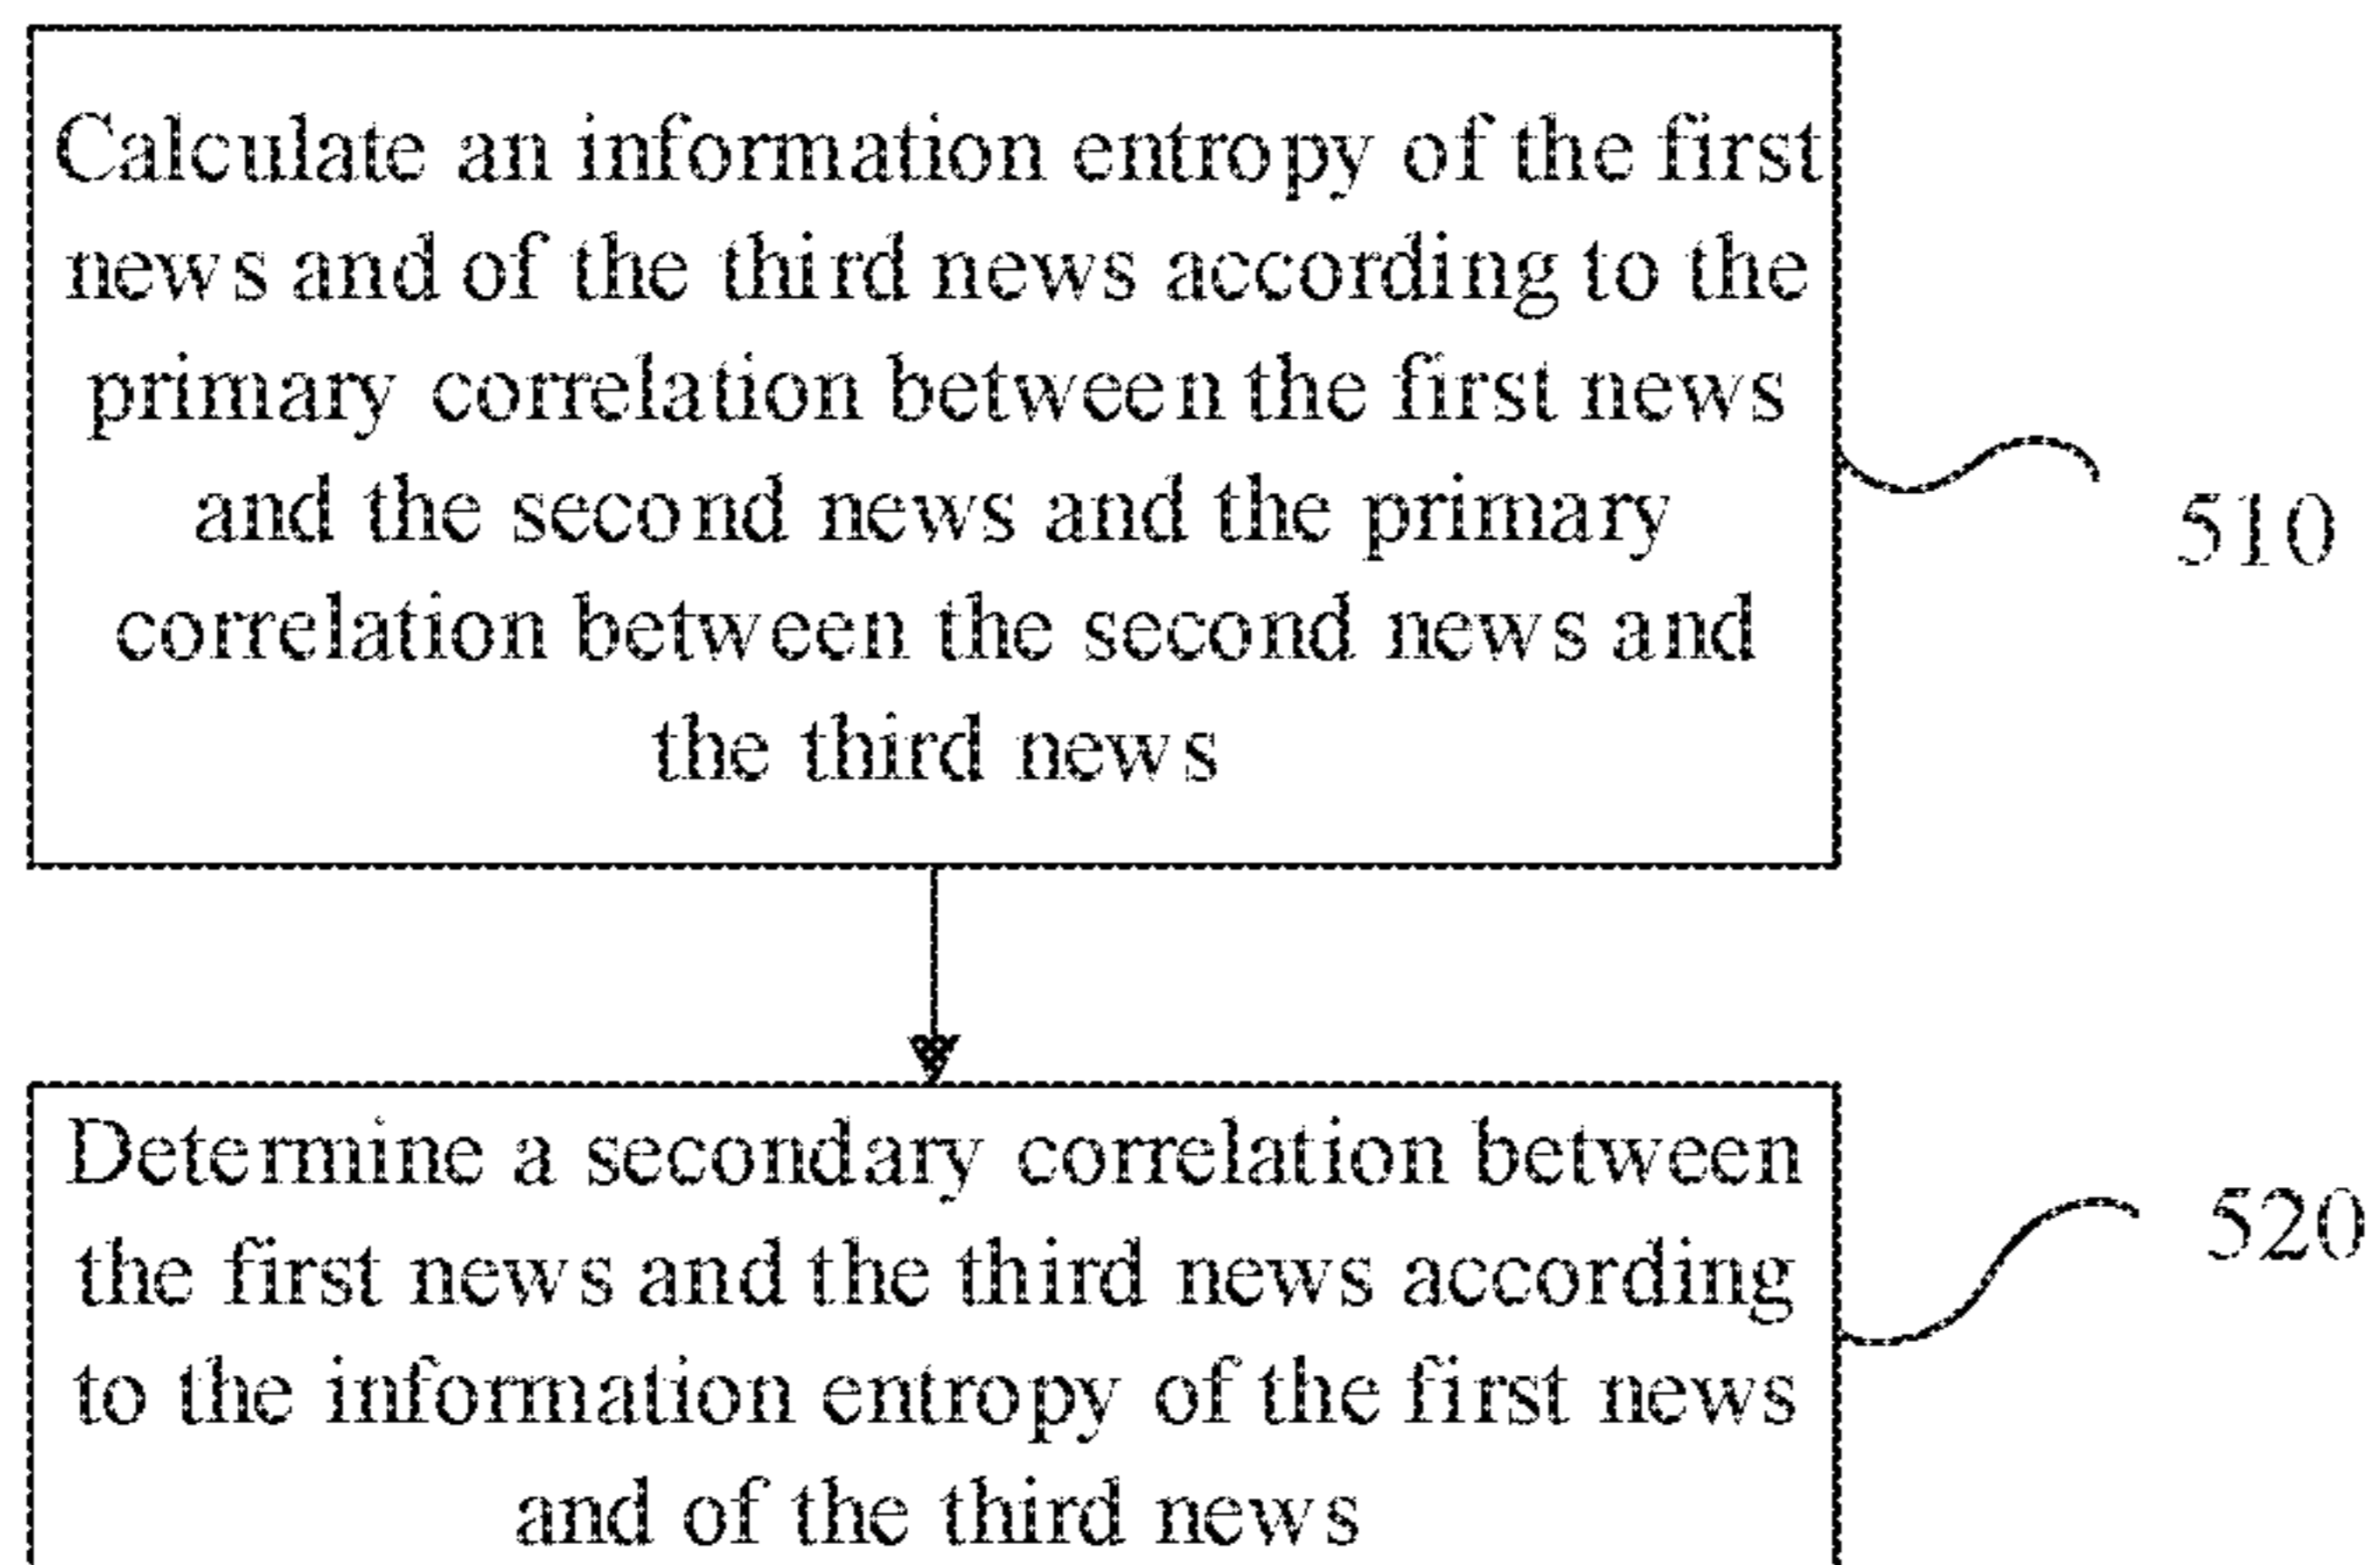 Calculate an information entropy of the first
news and of the third news according to the
primary correlation between the first news
and the second news and the primary
correlation between the second news and
the third news
510
Determine a secondary correlation between
the first news and the third news according
to the information entropy of the first news
and of the third news
520